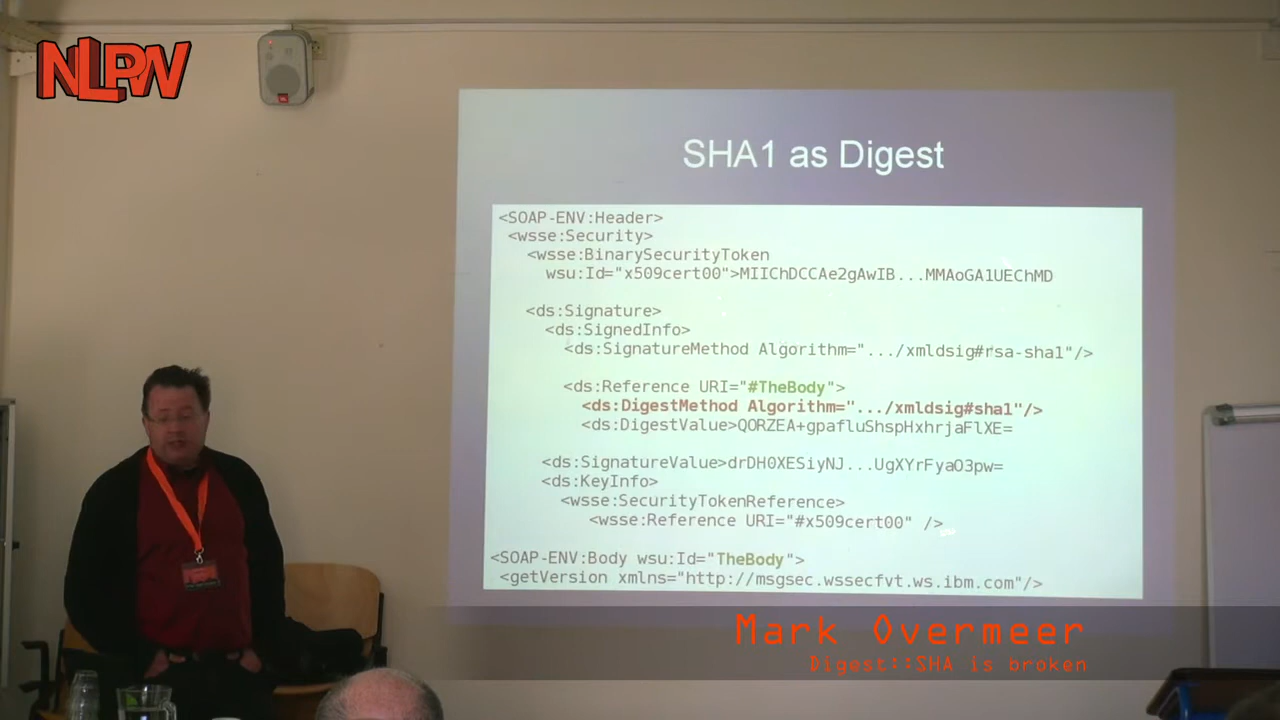 NLPW
SHA1 as Digest
<SOAP-ENV:Header>
<wsse:Security>
<wsse:BinarySecurityToken
wsu:Id="x509cert00">MIIChDCCAe2gAwIB...MMAoGA1UEChMD
<ds:Signature>
<ds:SignedInfo>
<ds:SignatureMethod Algorithm=".../xmldsig#rsa-sha1"/>
<ds:Reference URI="#TheBody">
<ds:DigestMethod Algorithm=".../xmldsig#sha1"/>
<ds:DigestValue>QORZEA+gpafluShspHxhrjaFlXE=
<ds:SignatureValue>drDH0XESiyNJ...UgXYrFyaO3pw=
<ds:KeyInfo>
<wsse:SecurityTokenReference>
<wsse:Reference URI="#x509cert00" />
<SOAP-ENV:Body wsu:Id="TheBody">
<getVersion xmlns="http://msgsec.wssecfvt.ws.ibm.com"/>
Mark Overmeer
Digest::SHA is broken